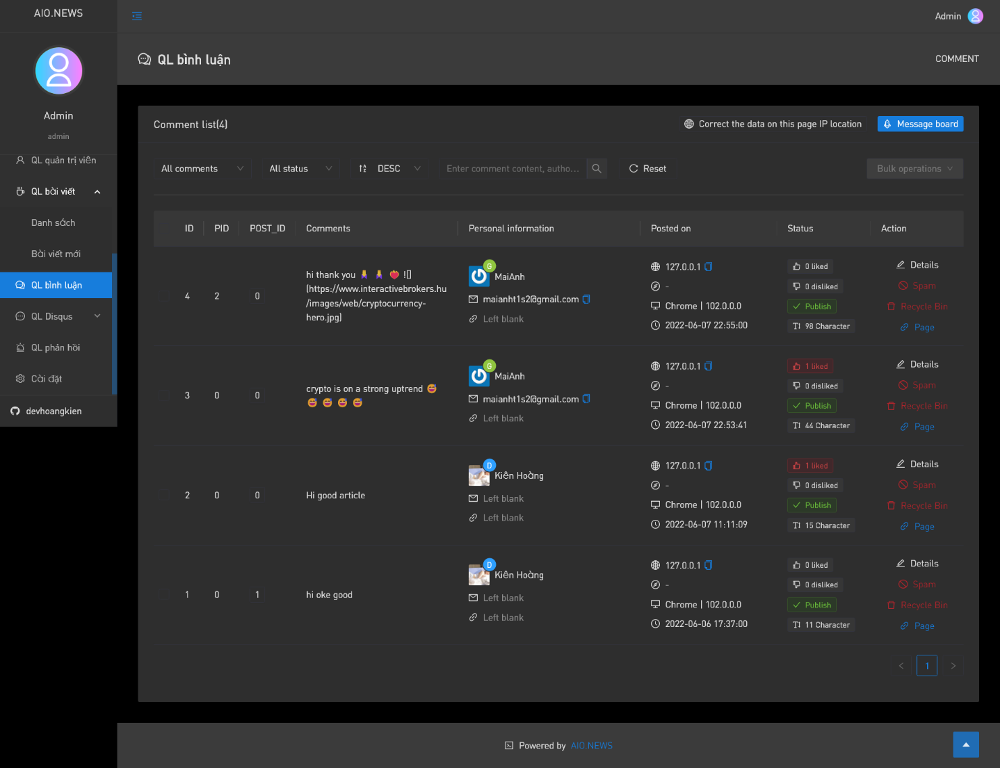 AIO.NEWS
Admin
admin
QL quản trị viên
QL bài viết
Danh sách
Bài viết mới
QL bình luận
QL Disqus
QL phản hồi
Cài đặt
devhoangkien
Admin
QL bình luận
COMMENT
Comment list(4)
Correct the data on this page IP location
Message board
All comments
All status
DESC
Enter comment content, autho...
Reset
Bulk operations
ID PID POST_ID Comments Personal information Posted on Status Action
4 2 0
hi thank you 🙏 🙏 ❤️‍🔥 ![]
(https://www.interactivebrokers.hu
/images/web/cryptocurrency-
hero.jpg)
G
MaiAnh
maianht1s2@gmail.com
Left blank
127.0.0.1
-
Chrome | 102.0.0.0
2022-06-07 22:55:00
0 liked
0 disliked
Publish
98 Character
Details
Spam
Recycle Bin
Page
3 0 0
crypto is on a strong uptrend 😅
😅 😅 😅 😅
G
MaiAnh
maianht1s2@gmail.com
Left blank
127.0.0.1
-
Chrome | 102.0.0.0
2022-06-07 22:53:41
1 liked
0 disliked
Publish
44 Character
Details
Spam
Recycle Bin
Page
2 0 0
Hi good article
D
Kiên Hoàng
Left blank
Left blank
127.0.0.1
-
Chrome | 102.0.0.0
2022-06-07 11:11:09
1 liked
0 disliked
Publish
15 Character
Details
Spam
Recycle Bin
Page
1 0 1
hi oke good
D
Kiên Hoàng
Left blank
Left blank
127.0.0.1
-
Chrome | 102.0.0.0
2022-06-06 17:37:00
0 liked
0 disliked
Publish
11 Character
Details
Spam
Recycle Bin
Page
< 1 >
Powered by AIO.NEWS